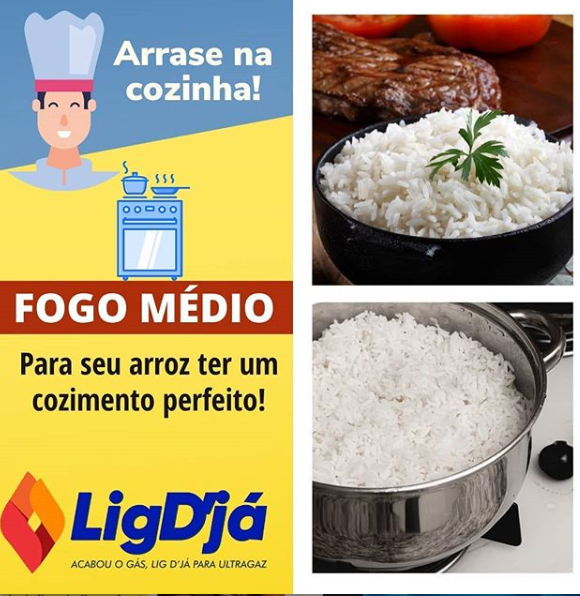 Arrase na
cozinha!
FOGO MÉDIO
Para seu arroz ter um
cozimento perfeito!
LigD'já
ACABOU O GÁS, LIG D'JÁ PARA ULTRAGAZ